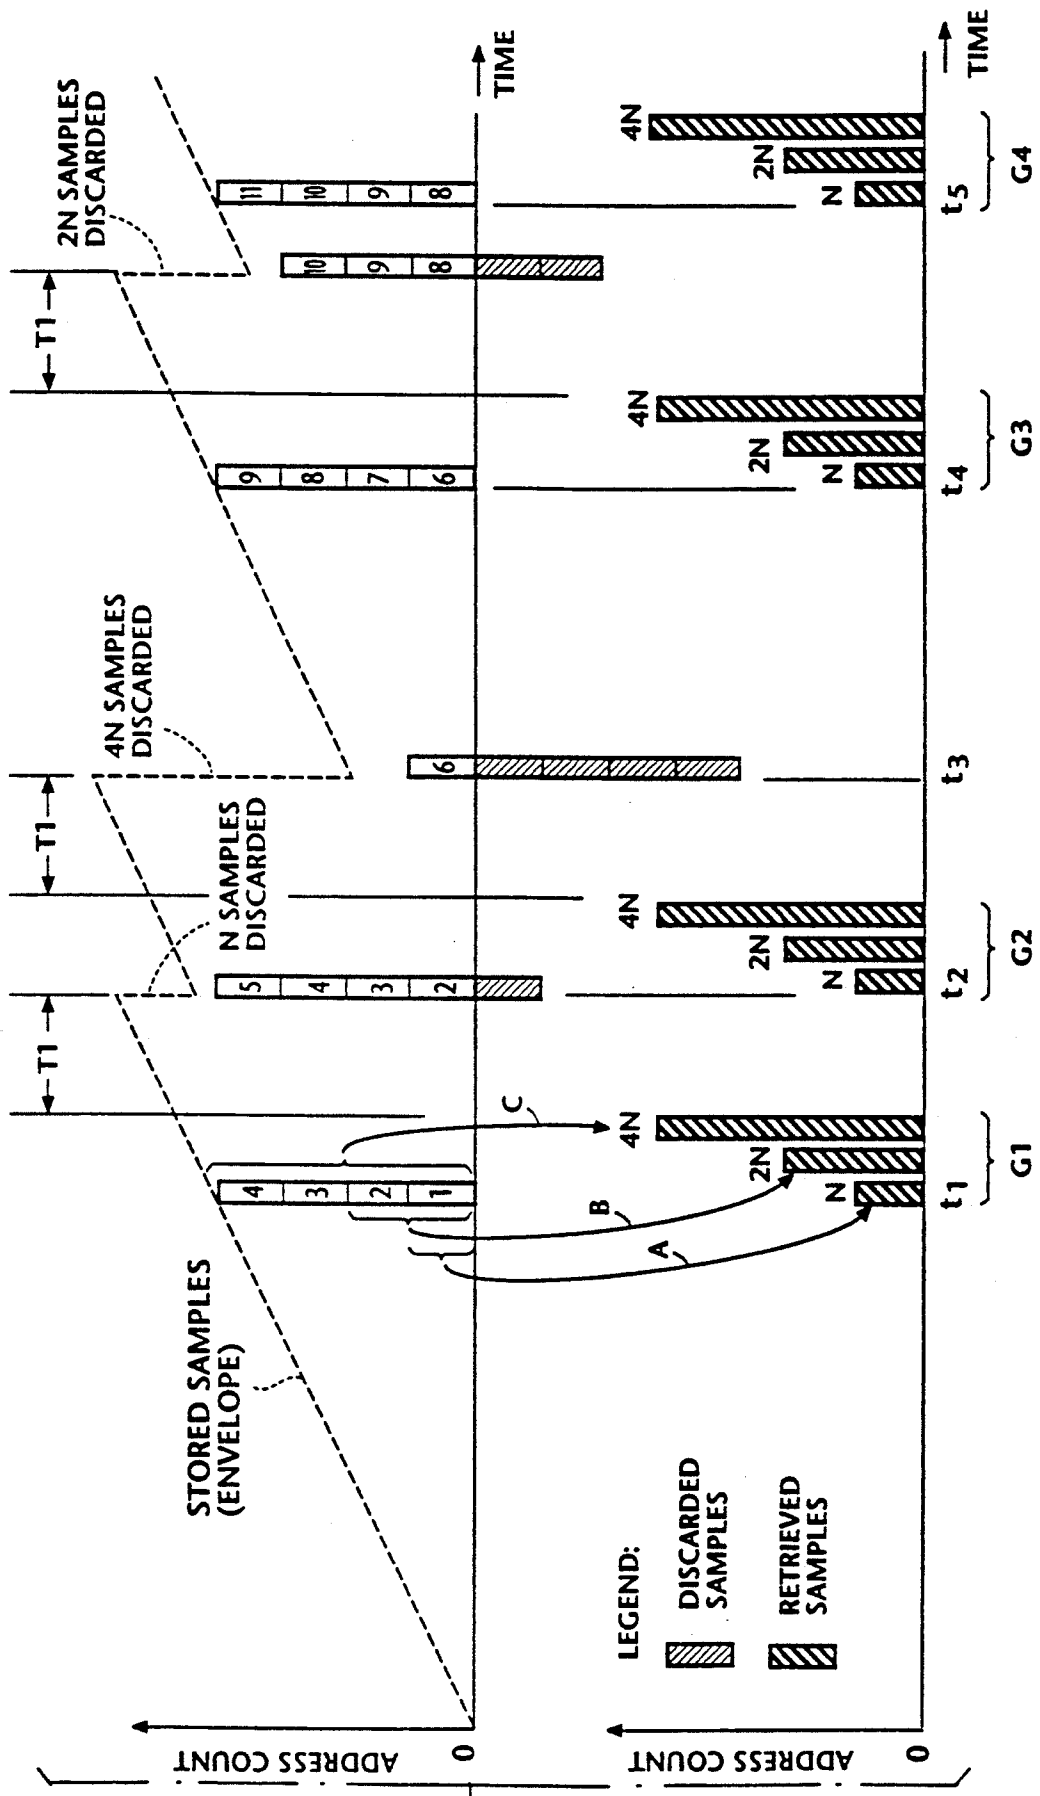 ADDRESS COUNT
0
STORED SAMPLES
(ENVELOPE)
T1
N SAMPLES
DISCARDED
T1
4N SAMPLES
DISCARDED
T1
2N SAMPLES
DISCARDED
4
3
2
1
5
4
3
2
6
9
8
7
6
10
9
8
11
10
9
8
TIME
A
B
C
LEGEND:
DISCARDED
SAMPLES
RETRIEVED
SAMPLES
ADDRESS COUNT
0
N
2N
4N
N
2N
4N
N
2N
4N
N
2N
4N
t1
t2
t3
t4
t5
TIME
G1
G2
G3
G4